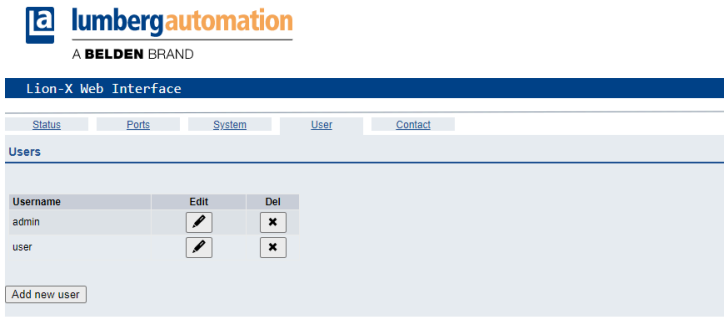 la lumbergautomation
A BELDEN BRAND
Lion-X Web Interface
Status Ports System User Contact
Users
Username Edit Del
admin
user
Add new user